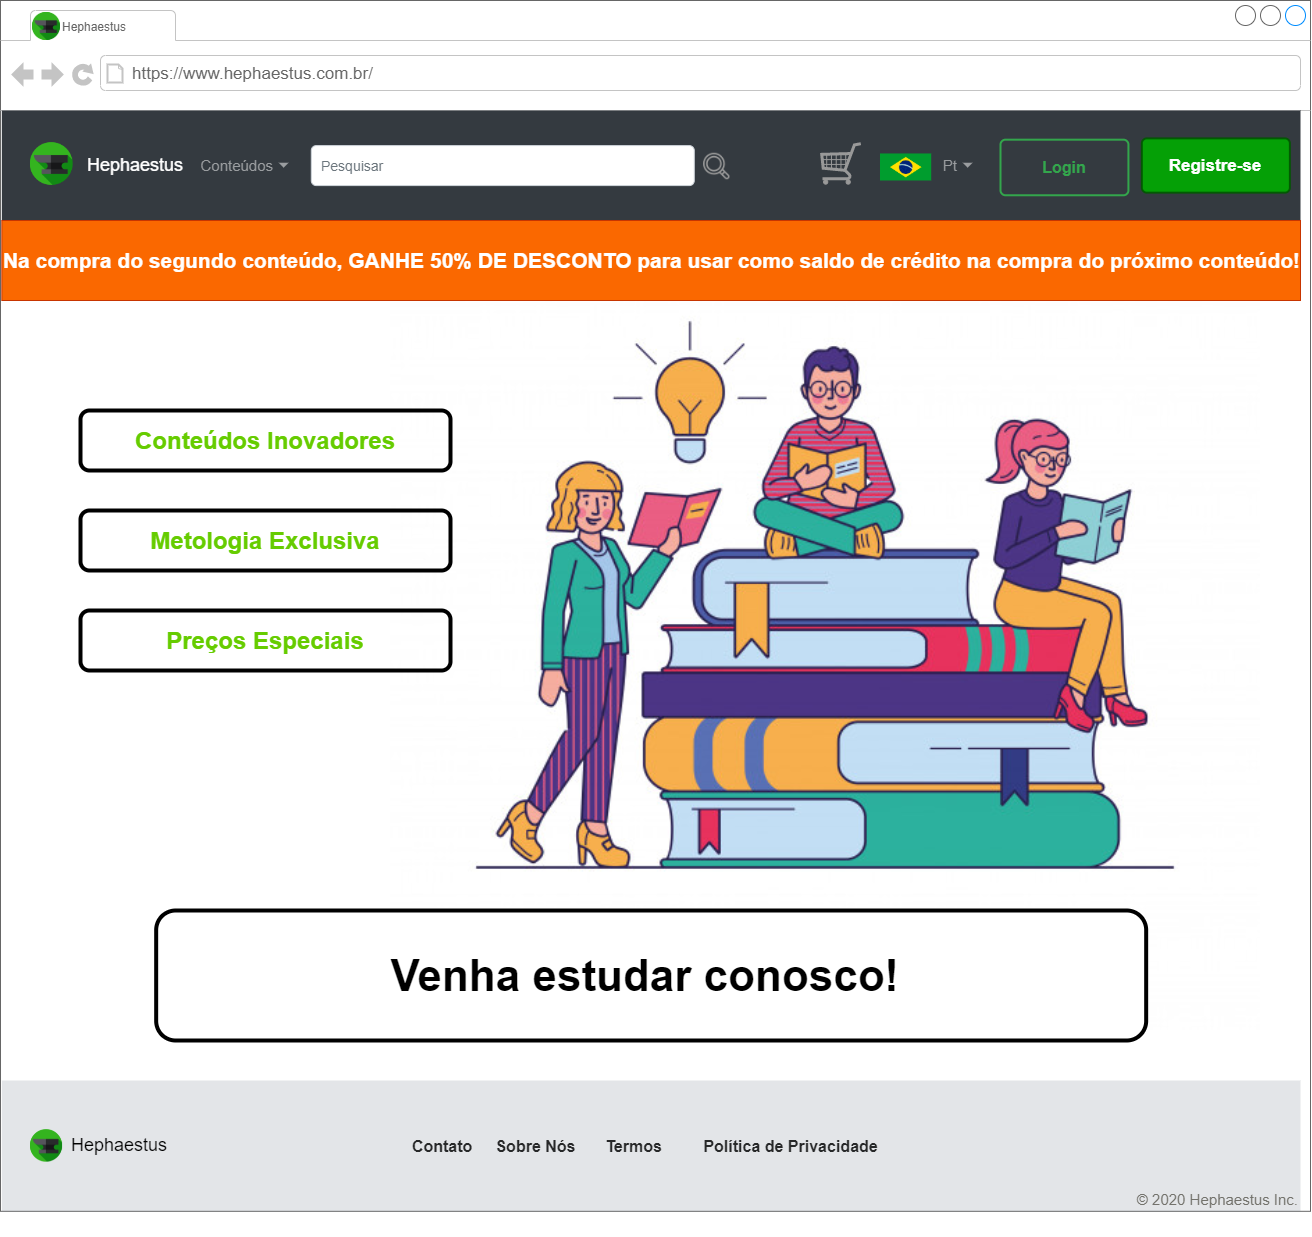 Hephaestus
https://www.hephaestus.com.br/
Hephaestus Conteúdos Pesquisar Pt Login Registre-se
Na compra do segundo conteúdo, GANHE 50% DE DESCONTO para usar como saldo de crédito na compra do próximo conteúdo!
Conteúdos Inovadores
Metologia Exclusiva
Preços Especiais
Venha estudar conosco!
Hephaestus Contato Sobre Nós Termos Política de Privacidade
© 2020 Hephaestus Inc.